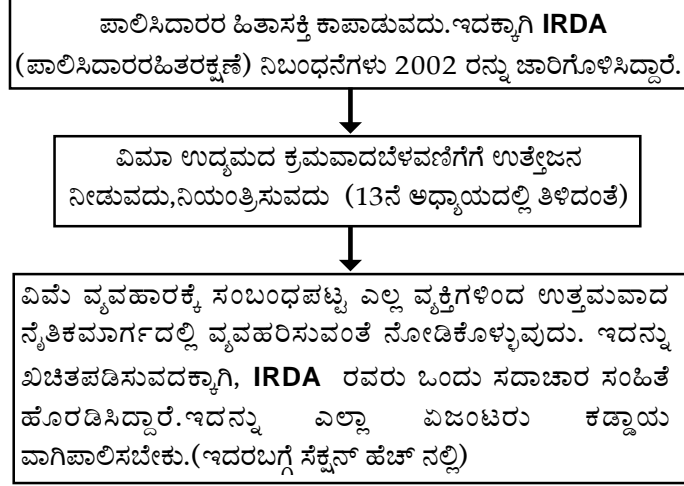 ಪಾಲಿಸಿದಾರರ ಹಿತಾಸಕ್ತಿ ಕಾಪಾಡುವದು.ಇದಕ್ಕಾಗಿ IRDA
(ಪಾಲಿಸಿದಾರರಹಿತರಕ್ಷಣೆ) ನಿಬಂಧನೆಗಳು 2002 ರನ್ನು ಜಾರಿಗೊಳಿಸಿದ್ದಾರೆ.
ವಿಮಾ ಉದ್ಯಮದ ಕ್ರಮವಾದಬೆಳವಣಿಗೆಗೆ ಉತ್ತೇಜನ
ನೀಡುವದು,ನಿಯಂತ್ರಿಸುವದು (13ನೆ ಅಧ್ಯಾಯದಲ್ಲಿ ತಿಳಿದಂತೆ)
ವಿಮೆ ವ್ಯವಹಾರಕ್ಕೆ ಸಂಬಂಧಪಟ್ಟ ಎಲ್ಲ ವ್ಯಕ್ತಿಗಳಿಂದ ಉತ್ತಮವಾದ
ನೈತಿಕಮಾರ್ಗದಲ್ಲಿ ವ್ಯವಹರಿಸುವಂತೆ ನೋಡಿಕೊಳ್ಳುವುದು. ಇದನ್ನು
ಖಚಿತಪಡಿಸುವದಕ್ಕಾಗಿ, IRDA ರವರು ಒಂದು ಸದಾಚಾರ ಸಂಹಿತೆ
ಹೊರಡಿಸಿದ್ದಾರೆ.ಇದನ್ನು ಎಲ್ಲಾ ಏಜಂಟರು ಕಡ್ಡಾಯ
ವಾಗಿಪಾಲಿಸಬೇಕು.(ಇದರಬಗ್ಗೆ ಸೆಕ್ಷನ್ ಹೆಚ್ ನಲ್ಲಿ)